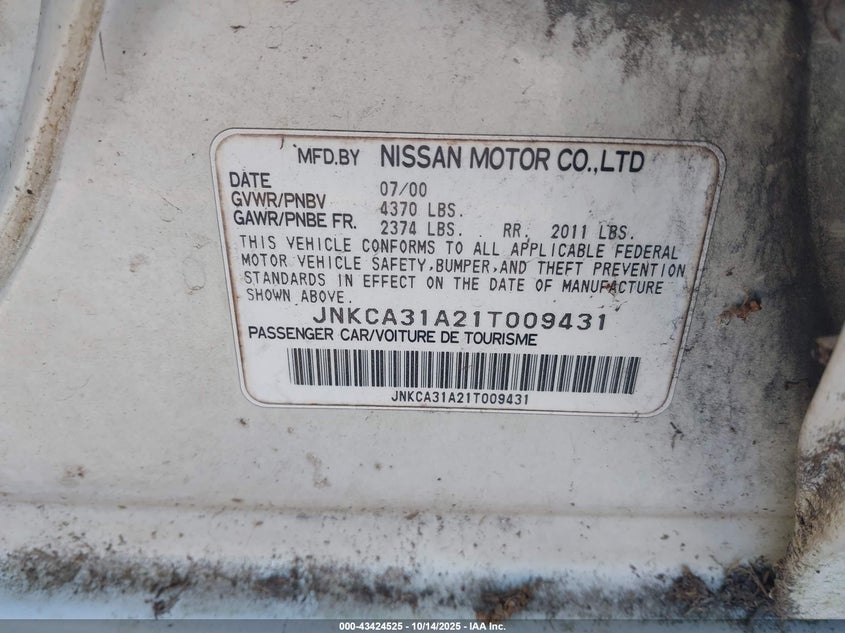 MFD.BY NISSAN MOTOR CO.,LTD
DATE 07/00
GVWR/PNBV 4370 LBS.
GAWR/PNBE FR. 2374 LBS. . RR. 2011 LBS.
THIS VEHICLE CONFORMS TO ALL APPLICABLE FEDERAL
MOTOR VEHICLE SAFETY,BUMPER,AND THEFT PREVENTION
STANDARDS IN EFFECT ON THE DATE OF MANUFACTURE
SHOWN ABOVE.
JNKCA31A21T009431
PASSENGER CAR/VOITURE DE TOURISME
JNKCA31A21T009431
000-43424525 - 10/14/2025 - IAA Inc.